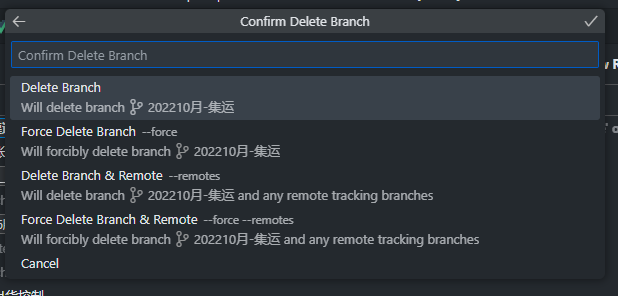 Confirm Delete Branch
Confirm Delete Branch
Delete Branch
Will delete branch 202210月-集运
Force Delete Branch --force
Will forcibly delete branch 202210月-集运
Delete Branch & Remote --remotes
Will delete branch 202210月-集运 and any remote tracking branches
Force Delete Branch & Remote --force --remotes
Will forcibly delete branch 202210月-集运 and any remote tracking branches
Cancel